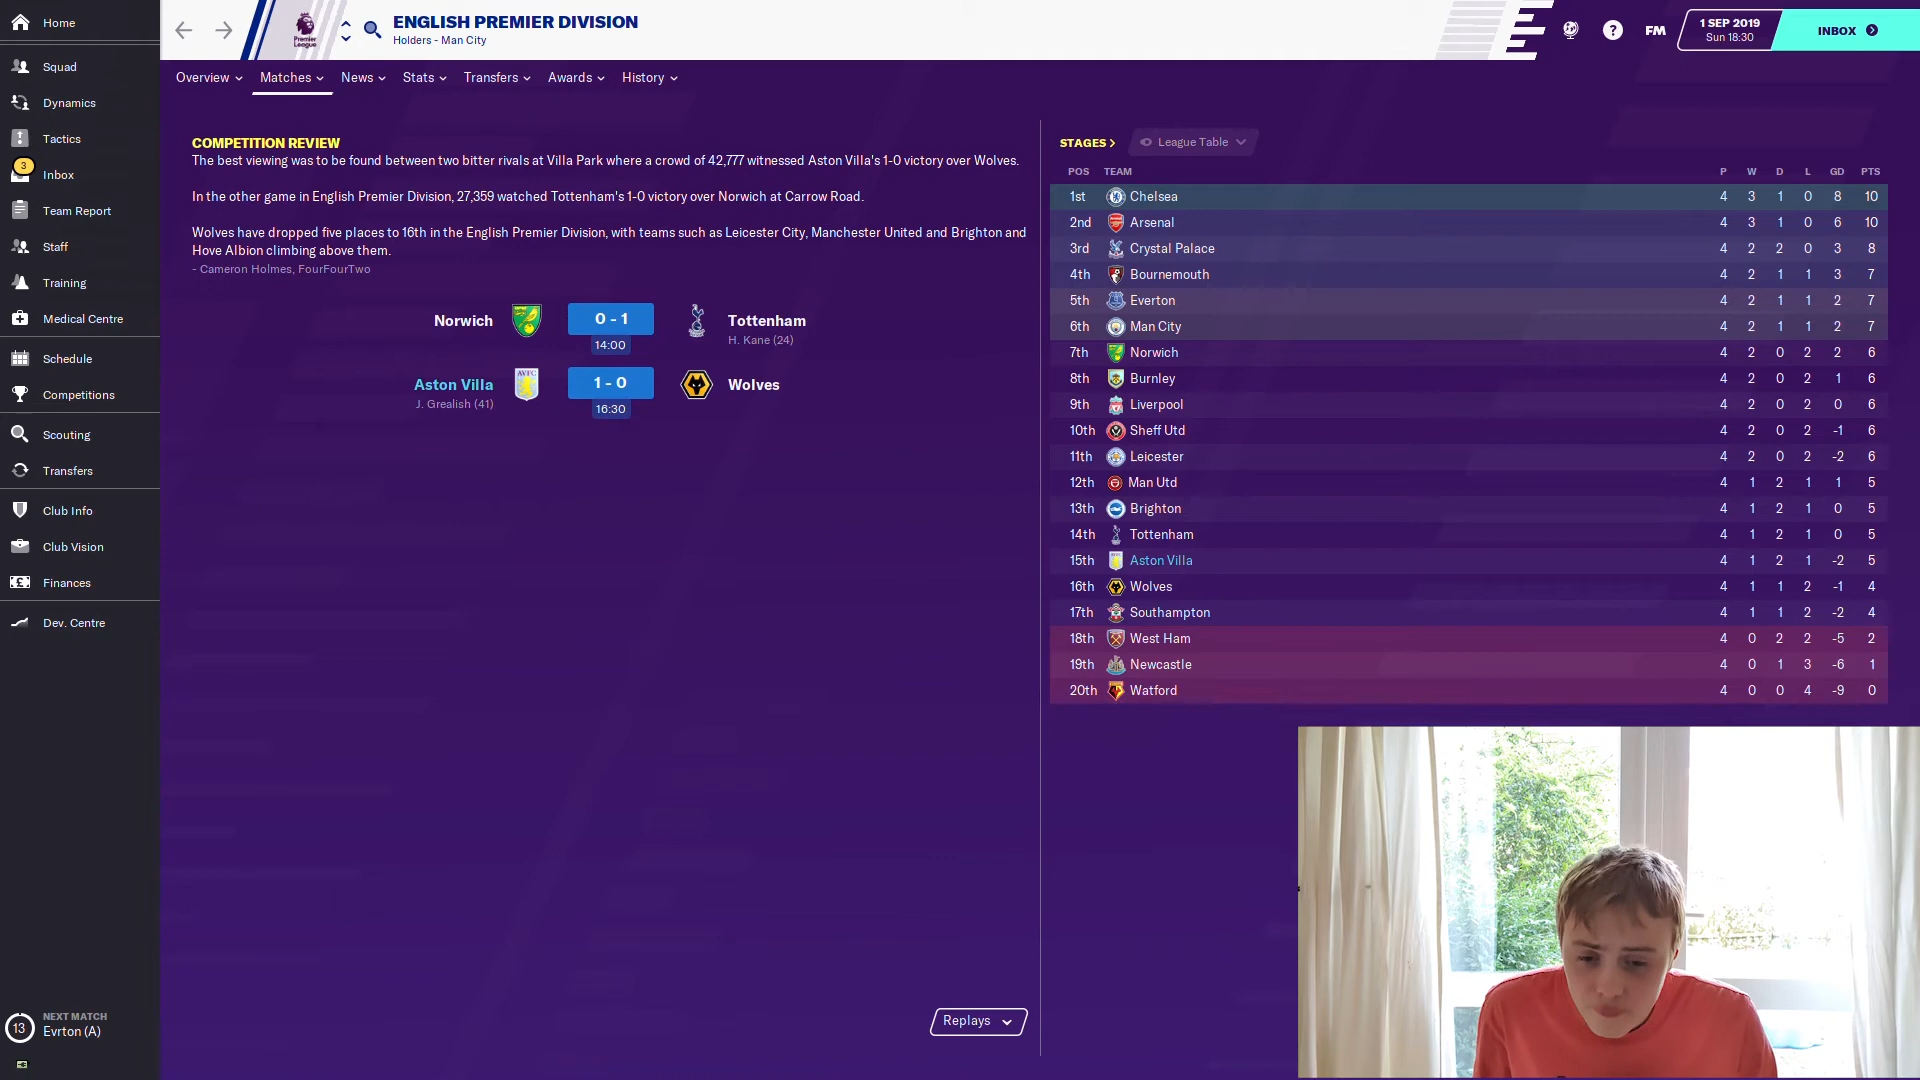 Home
Squad
Dynamics
Tactics
3
Inbox
Team Report
Staff
Training
Medical Centre
Schedule
Competitions
Scouting
Transfers
Club Info
Club Vision
Finances
Dev. Centre
13
NEXT MATCH
Evrton (A)
Premier
League
ENGLISH PREMIER DIVISION
Holders - Man City
?
FM
1 SEP 2019
Sun 18:30
INBOX
Overview Matches News Stats Transfers Awards History
COMPETITION REVIEW
The best viewing was to be found between two bitter rivals at Villa Park where a crowd of 42,777 witnessed Aston Villa's 1-0 victory over Wolves.
In the other game in English Premier Division, 27,359 watched Tottenham's 1-0 victory over Norwich at Carrow Road.
Wolves have dropped five places to 16th in the English Premier Division, with teams such as Leicester City, Manchester United and Brighton and
Hove Albion climbing above them.
- Cameron Holmes, FourFourTwo
Norwich 0 - 1 Tottenham
14:00 H. Kane (24)
Aston Villa AVFC 1 - 0 Wolves
J. Grealish (41) 16:30
Replays
STAGES League Table
POS TEAM P W D L GD PTS
1st Chelsea 4 3 1 0 8 10
2nd Arsenal 4 3 1 0 6 10
3rd Crystal Palace 4 2 2 0 3 8
4th Bournemouth 4 2 1 1 3 7
5th Everton 4 2 1 1 2 7
6th Man City 4 2 1 1 2 7
7th Norwich 4 2 0 2 2 6
8th Burnley 4 2 0 2 1 6
9th Liverpool 4 2 0 2 0 6
10th Sheff Utd 4 2 0 2 -1 6
11th Leicester 4 2 0 2 -2 6
12th Man Utd 4 1 2 1 1 5
13th Brighton 4 1 2 1 0 5
14th Tottenham 4 1 2 1 0 5
15th Aston Villa 4 1 2 1 -2 5
16th Wolves 4 1 1 2 -1 4
17th Southampton 4 1 1 2 -2 4
18th West Ham 4 0 2 2 -5 2
19th Newcastle 4 0 1 3 -6 1
20th Watford 4 0 0 4 -9 0